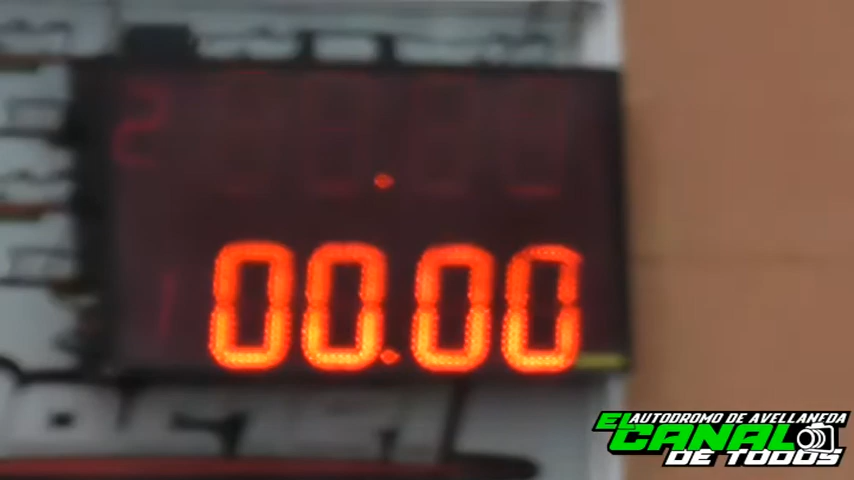 2
.
1 00.00
EL AUTODROMO DE AVELLANEDA
CANAL
DE TODOS